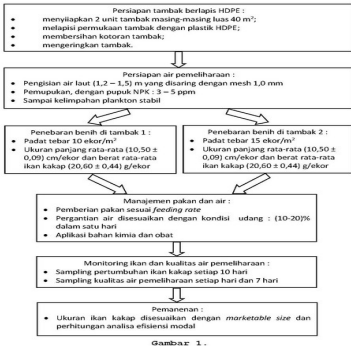 Persiapan tambak berlapis HDPE :
• menyiiapkan 2 unit tambak masing-masing luas 40 m²;
• melapisi permukaan tambak dengan plastik HDPE;
• membersihan kotoran tambak;
• mengeringkan tambak.
Persiapan air pemeliharaan :
• Pengisian air laut (1,2 – 1,5) m yang disaring dengan mesh 1,0 mm
• Pemupukan, dengan pupuk NPK : 3 – 5 ppm
• Sampai kelimpahan plankton stabil
Penebaran benih di tambak 1 :
• Padat tebar 10 ekor/m²
• Ukuran panjang rata-rata (10,50 ±
0,09) cm/ekor dan berat rata-rata
ikan kakap (20,60 ± 0,44) g/ekor
Penebaran benih di tambak 2 :
• Padat tebar 15 ekor/m²
• Ukuran panjang rata-rata (10,50 ±
0,09) cm/ekor dan berat rata-rata
ikan kakap (20,60 ± 0,44) g/ekor
Manajemen pakan dan air :
• Pemberian pakan sesuai feeding rate
• Pergantian air disesuaikan dengan kondisi udang : (10-20)%
dalam satu hari
• Aplikasi bahan kimia dan obat
Monitoring ikan dan kualitas air pemeliharaan :
• Sampling pertumbuhan ikan kakap setiap 10 hari
• Sampling kualitas air pemeliharaan setiap hari dan 7 hari
Pemanenan :
• Ukuran ikan kakap disesuaikan dengan marketable size dan
perhitungan analisa efisiensi modal
Gambar 1.